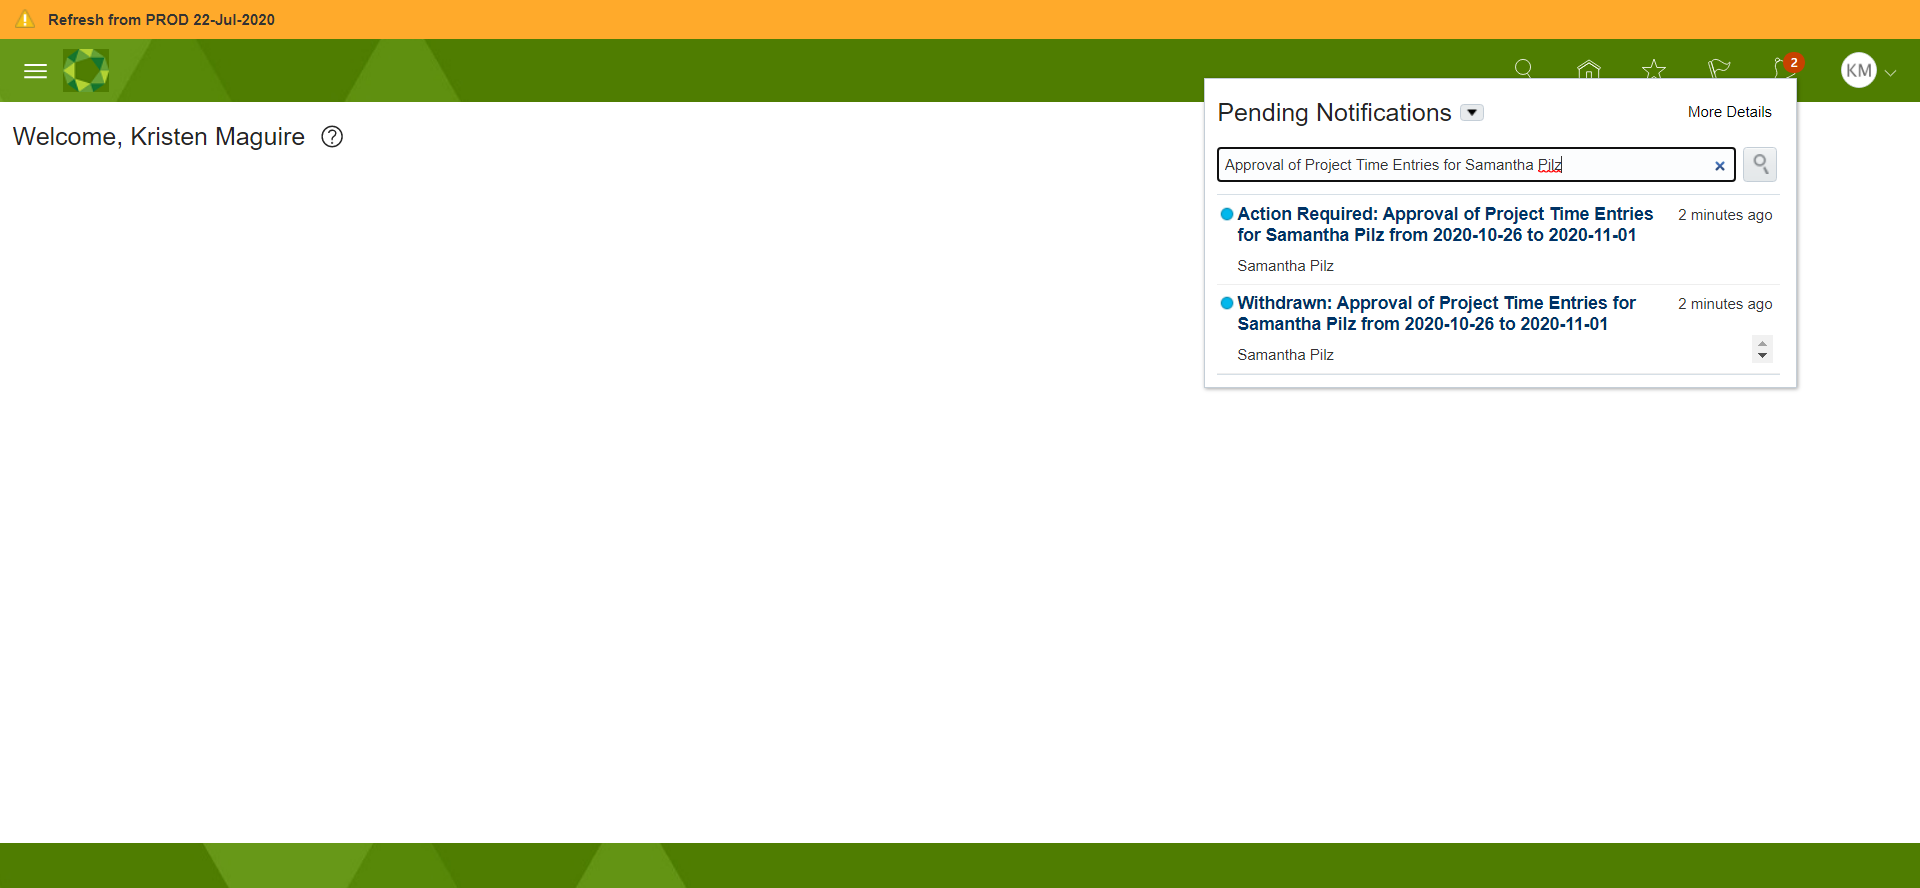 Refresh from PROD 22-Jul-2020
2
KM
Welcome, Kristen Maguire ?
Pending Notifications
More Details
Approval of Project Time Entries for Samantha Pilz
Action Required: Approval of Project Time Entries
for Samantha Pilz from 2020-10-26 to 2020-11-01
2 minutes ago
Samantha Pilz
Withdrawn: Approval of Project Time Entries for
Samantha Pilz from 2020-10-26 to 2020-11-01
2 minutes ago
Samantha Pilz